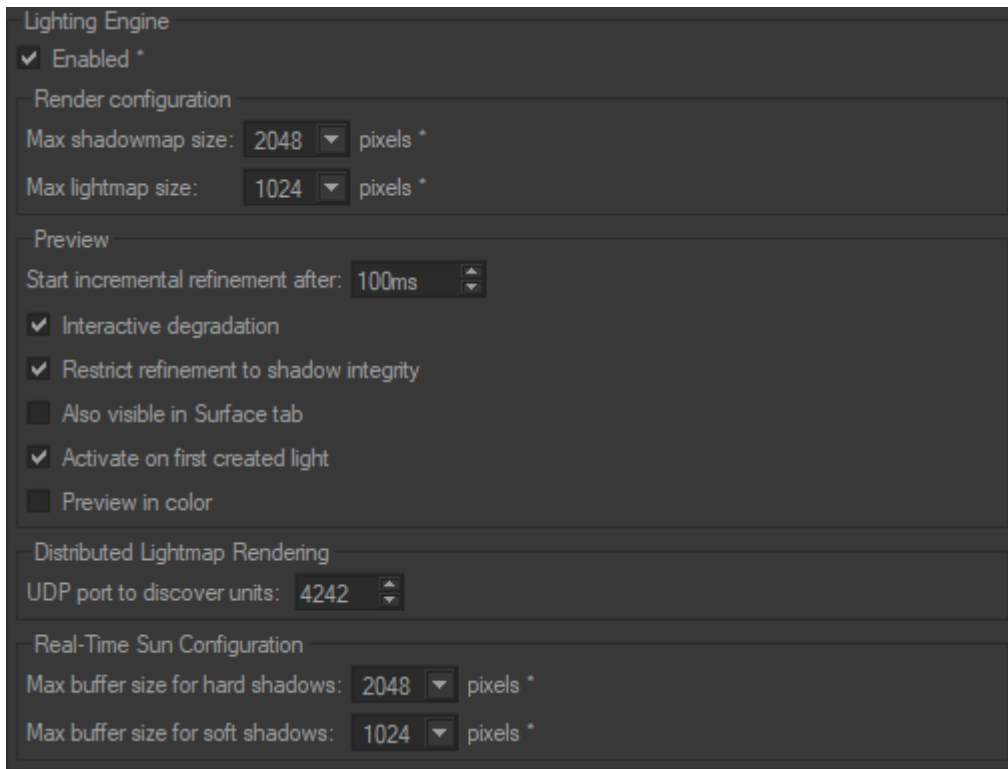 Lighting Engine
Enabled *
Render configuration
Max shadowmap size: 2048 pixels *
Max lightmap size: 1024 pixels *
Preview
Start incremental refinement after: 100ms
Interactive degradation
Restrict refinement to shadow integrity
Also visible in Surface tab
Activate on first created light
Preview in color
Distributed Lightmap Rendering
UDP port to discover units: 4242
Real-Time Sun Configuration
Max buffer size for hard shadows: 2048 pixels *
Max buffer size for soft shadows: 1024 pixels *